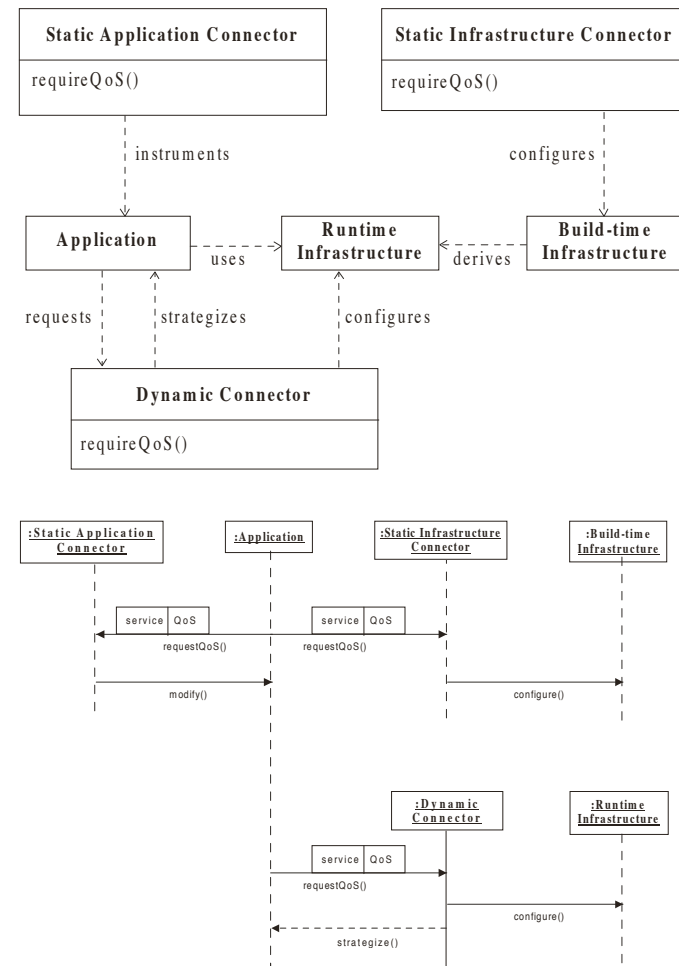 Static Application Connector
requireQoS()
Static Infrastructure Connector
requireQoS()
instruments
configures
Application
uses
Runtime
Infrastructure
derives
Build-time
Infrastructure
requests
strategizes
configures
Dynamic Connector
requireQoS()
:Static Application
Connector
:Application
:Static Infrastructure
Connector
:Build-time
Infrastructure
service QoS
requestQoS()
service QoS
requestQoS()
modify()
configure()
:Dynamic
Connector
:Runtime
Infrastructure
service QoS
requestQoS()
configure()
strategize()